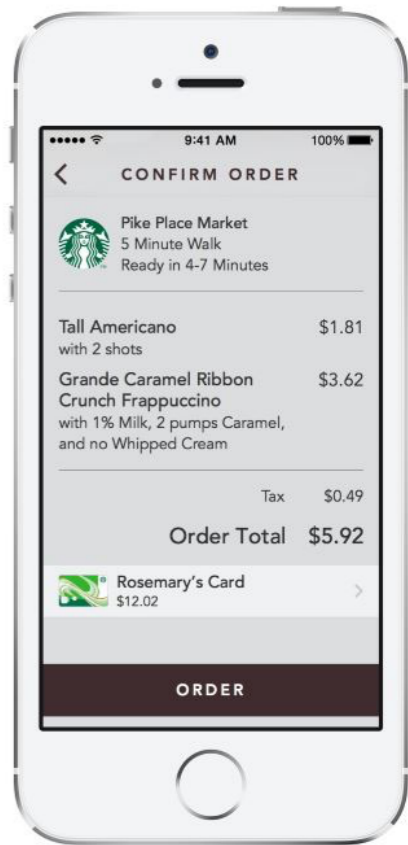 9:41 AM 100%
CONFIRM ORDER
Pike Place Market
5 Minute Walk
Ready in 4-7 Minutes
Tall Americano $1.81
with 2 shots
Grande Caramel Ribbon $3.62
Crunch Frappuccino
with 1% Milk, 2 pumps Caramel,
and no Whipped Cream
Tax $0.49
Order Total $5.92
Rosemary's Card
$12.02
ORDER